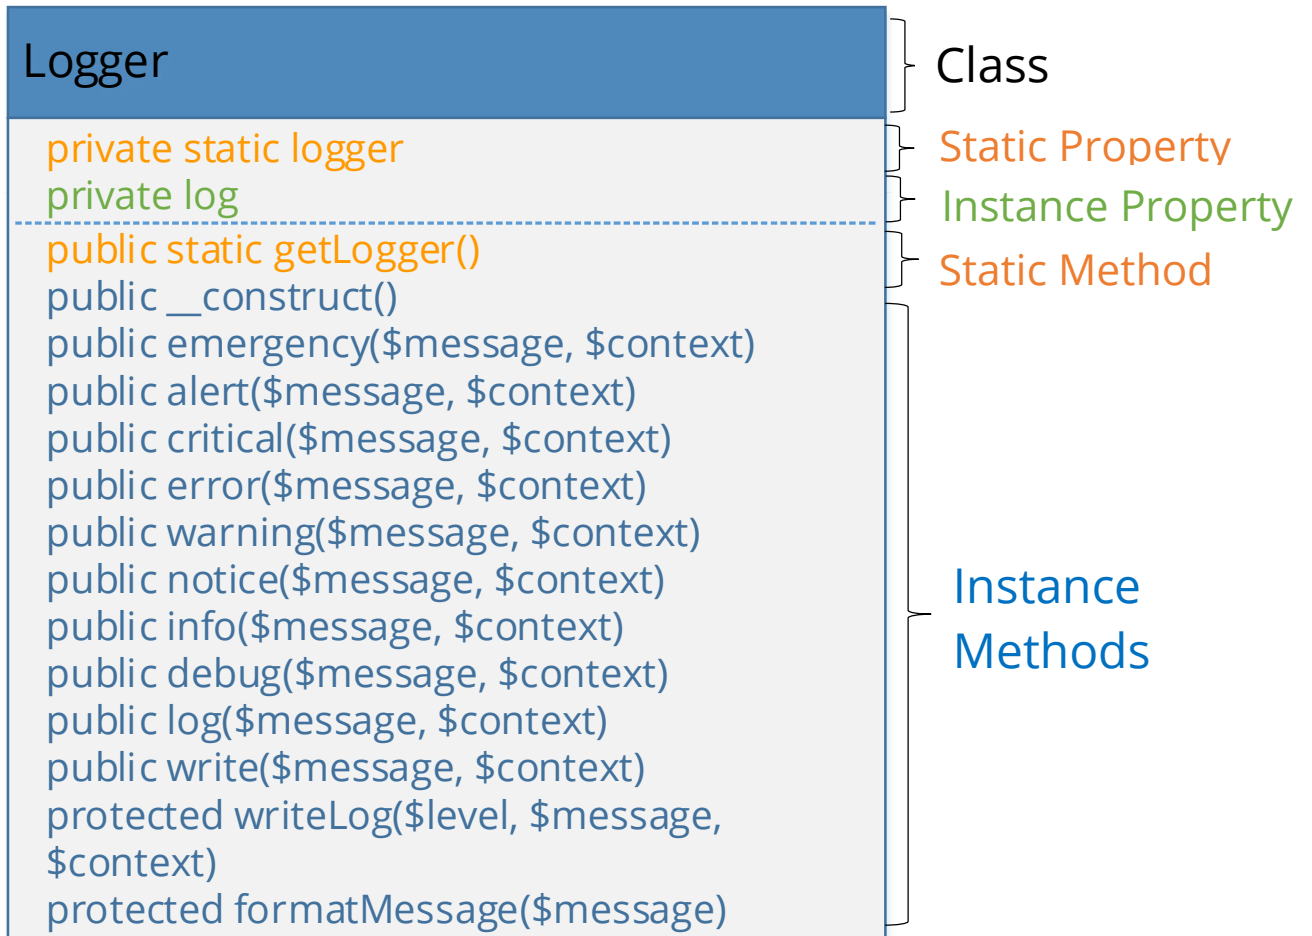 Logger
Class
private static logger
Static Property
private log
Instance Property
public static getLogger()
Static Method
public __construct()
public emergency($message, $context)
public alert($message, $context)
public critical($message, $context)
public error($message, $context)
public warning($message, $context)
public notice($message, $context)
public info($message, $context)
public debug($message, $context)
public log($message, $context)
public write($message, $context)
protected writeLog($level, $message,
$context)
protected formatMessage($message)
Instance
Methods